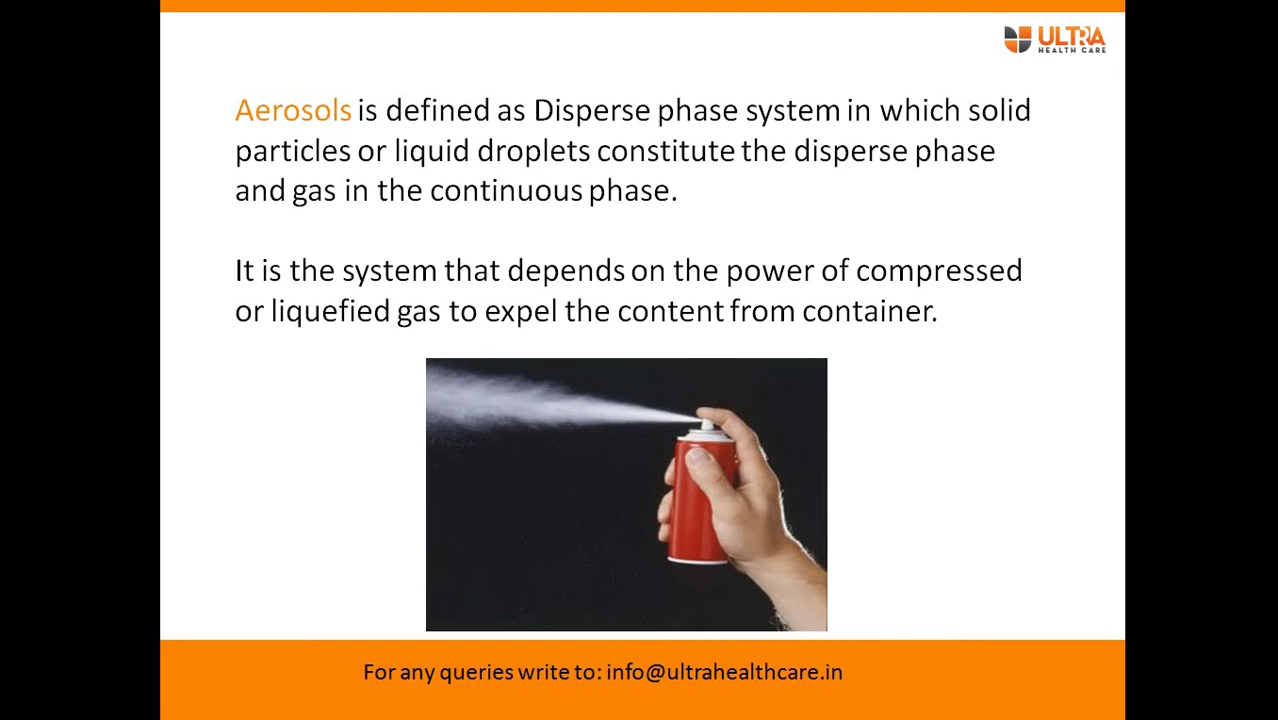 ULTRA
HEALTH CARE
Aerosols is defined as Disperse phase system in which solid
particles or liquid droplets constitute the disperse phase
and gas in the continuous phase.
It is the system that depends on the power of compressed
or liquefied gas to expel the content from container.
For any queries write to: info@ultrahealthcare.in